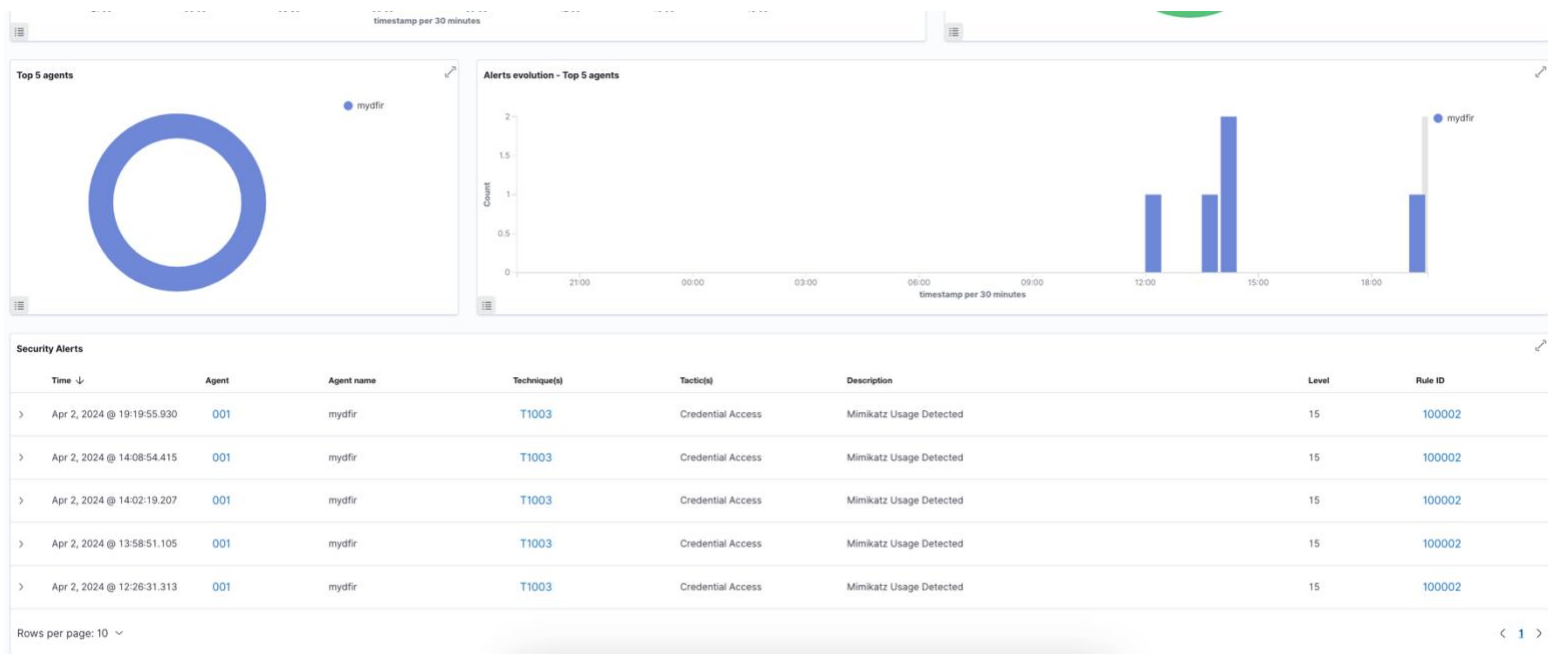 timestamp per 30 minutes
Top 5 agents
mydfir
Alerts evolution - Top 5 agents
2
1.5
1
0.5
0
Count
21:00 00:00 03:00 06:00 09:00 12:00 15:00 18:00
timestamp per 30 minutes
mydfir
Security Alerts
Time Agent Agent name Technique(s) Tactic(s) Description Level Rule ID
Apr 2, 2024 @ 19:19:55.930 001 mydfir T1003 Credential Access Mimikatz Usage Detected 15 100002
Apr 2, 2024 @ 14:08:54.415 001 mydfir T1003 Credential Access Mimikatz Usage Detected 15 100002
Apr 2, 2024 @ 14:02:19.207 001 mydfir T1003 Credential Access Mimikatz Usage Detected 15 100002
Apr 2, 2024 @ 13:58:51.105 001 mydfir T1003 Credential Access Mimikatz Usage Detected 15 100002
Apr 2, 2024 @ 12:26:31.313 001 mydfir T1003 Credential Access Mimikatz Usage Detected 15 100002
Rows per page: 10
1